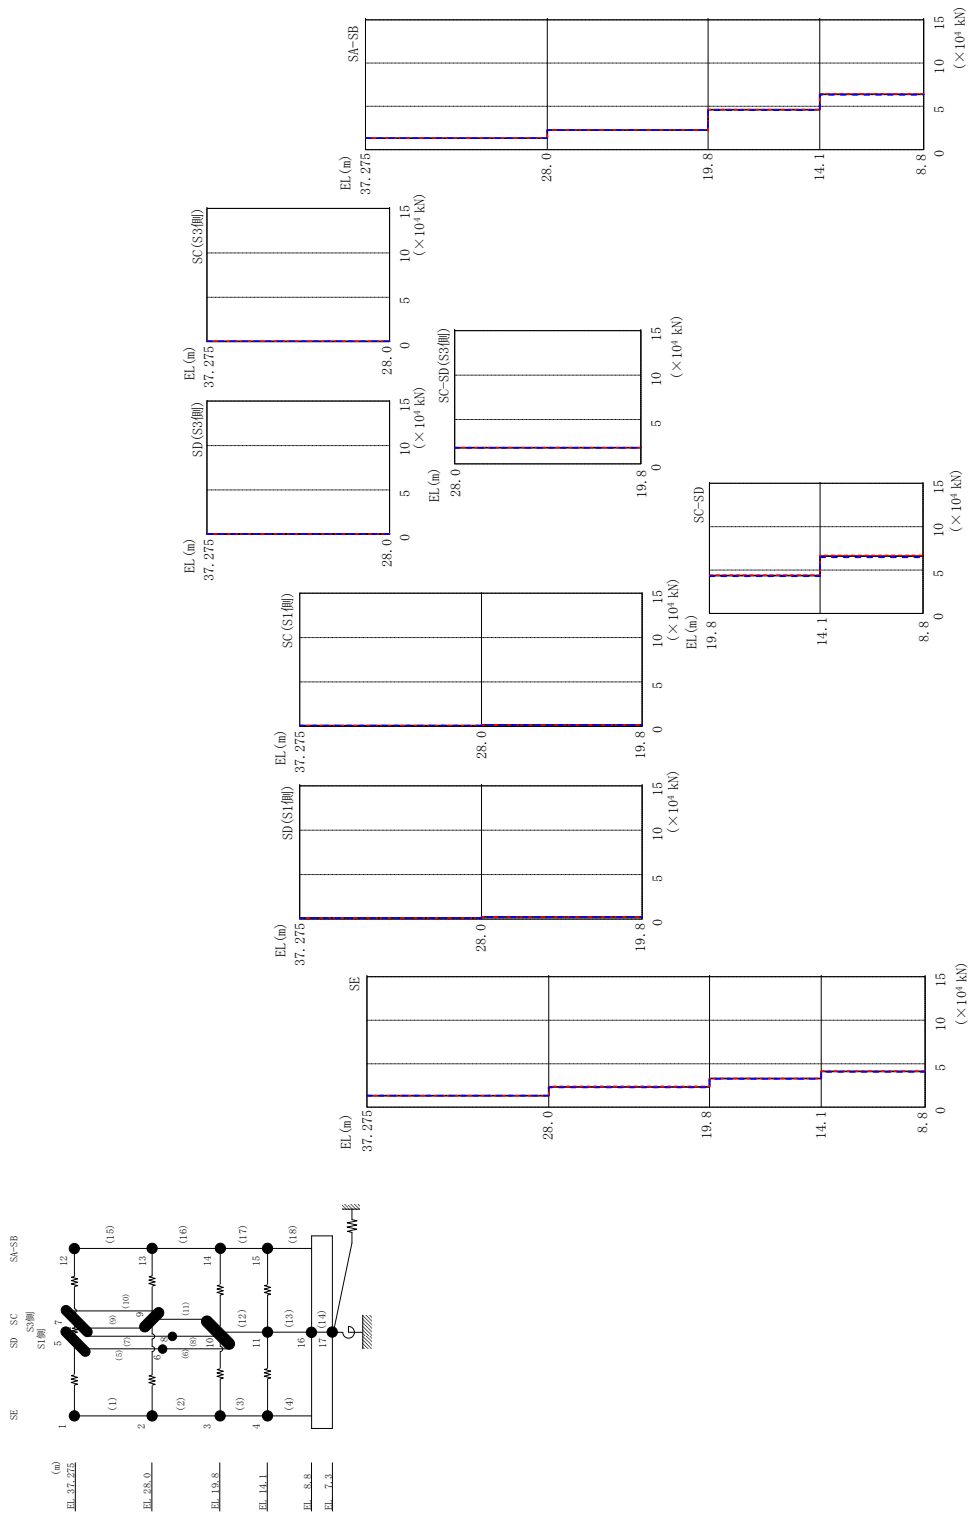 SA-SB
EL(m)
37.275
28.0
19.8
14.1
8.8
0
5
10
15
(×10⁴ kN)
SC(S3側)
EL(m)
37.275
28.0
0
5
10
15
(×10⁴ kN)
SD(S3側)
EL(m)
37.275
28.0
0
5
10
15
(×10⁴ kN)
SC-SD(S3側)
EL(m)
28.0
19.8
0
5
10
15
(×10⁴ kN)
SC-SD
EL(m)
19.8
14.1
8.8
0
5
10
15
(×10⁴ kN)
SC(S1側)
EL(m)
37.275
28.0
19.8
0
5
10
15
(×10⁴ kN)
SD(S1側)
EL(m)
37.275
28.0
19.8
0
5
10
15
(×10⁴ kN)
SE
EL(m)
37.275
28.0
19.8
14.1
8.8
0
5
10
15
(×10⁴ kN)
SE
SD
SC
SA-SB
S3側
S1側
(m)
EL 37.275
EL 28.0
EL 19.8
EL 14.1
EL 8.8
EL 7.3
1
5
7
12
(1)
(5)
(7)
(9)
(10)
(15)
2
6
8
9
13
(2)
(6)
(8)
(11)
(16)
3
10
14
(3)
(12)
(17)
4
11
15
(4)
(13)
(18)
16
(14)
17